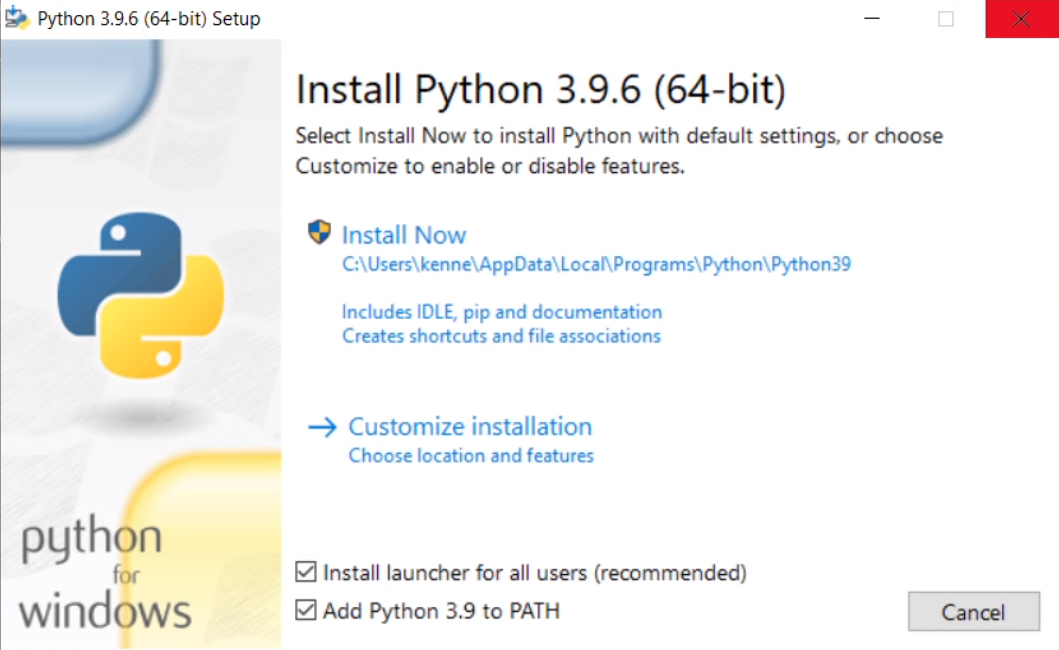 Python 3.9.6 (64-bit) Setup
Install Python 3.9.6 (64-bit)
Select Install Now to install Python with default settings, or choose
Customize to enable or disable features.
Install Now
C:\Users\kenne\AppData\Local\Programs\Python\Python39
Includes IDLE, pip and documentation
Creates shortcuts and file associations
Customize installation
Choose location and features
python
for
windows
Install launcher for all users (recommended)
Add Python 3.9 to PATH
Cancel